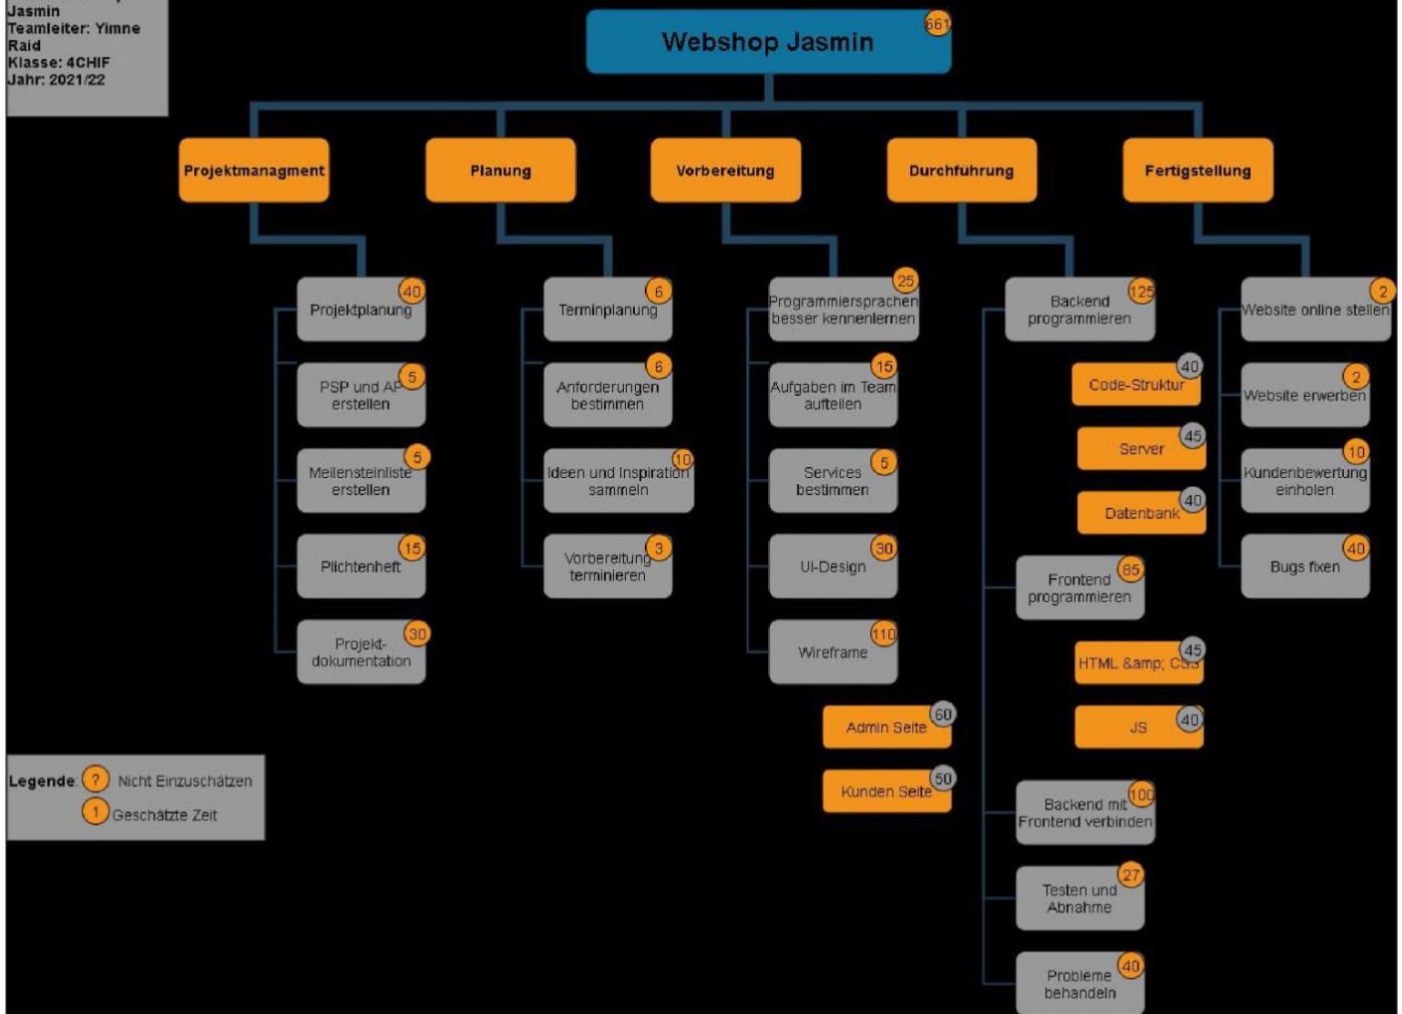 Jasmin
Teamleiter: Yimne
Raid
Klasse: 4CHIF
Jahr: 2021/22
Webshop Jasmin
661
Projektmanagment
Planung
Vorbereitung
Durchführung
Fertigstellung
Projektplanung
40
PSP und AP
erstellen
5
Meilensteinliste
erstellen
5
Plichtenheft
15
Projekt-
dokumentation
30
Terminplanung
6
Anforderungen
bestimmen
6
Ideen und Inspiration
sammeln
10
Vorbereitung
terminieren
3
Programmiersprachen
besser kennenlernen
25
Aufgaben im Team
aufteilen
15
Services
bestimmen
5
UI-Design
30
Wireframe
110
Admin Seite
60
Kunden Seite
50
Backend
programmieren
125
Code-Struktur
40
Server
45
Datenbank
40
Frontend
programmieren
85
HTML &amp; CSS
45
JS
40
Backend mit
Frontend verbinden
100
Testen und
Abnahme
27
Probleme
behandeln
40
Website online stellen
2
Website erwerben
2
Kundenbewertung
einholen
10
Bugs fixen
40
Legende: ? Nicht Einzuschätzen
1 Geschätzte Zeit